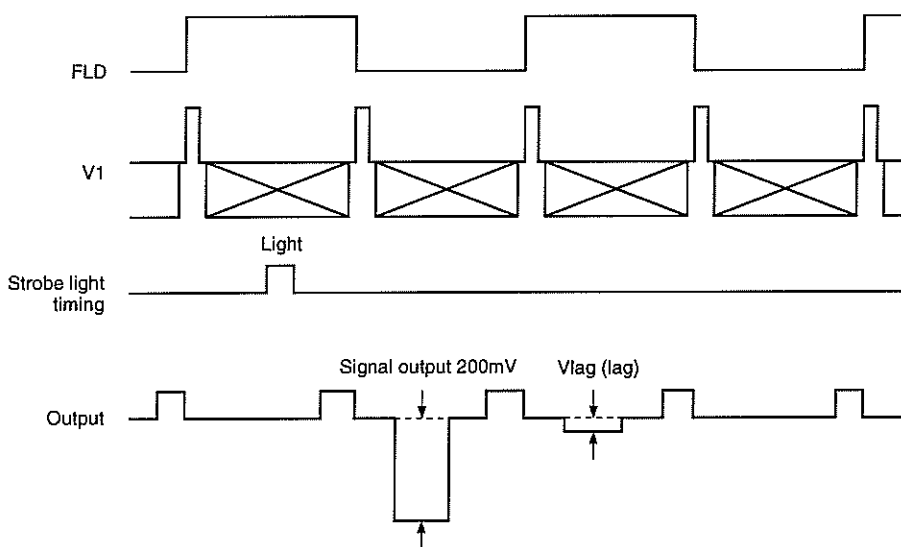 FLD
V1
Light
Strobe light
timing
Signal output 200mV
Vlag (lag)
Output